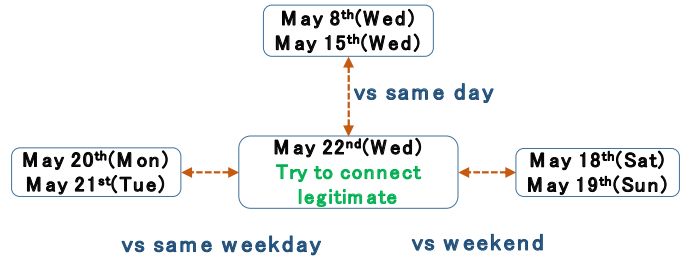 May 8th(Wed)
May 15th(Wed)
vs same day
May 20th(Mon)
May 21st(Tue)
May 22nd(Wed)
Try to connect
legitimate
May 18th(Sat)
May 19th(Sun)
vs same weekday
vs weekend